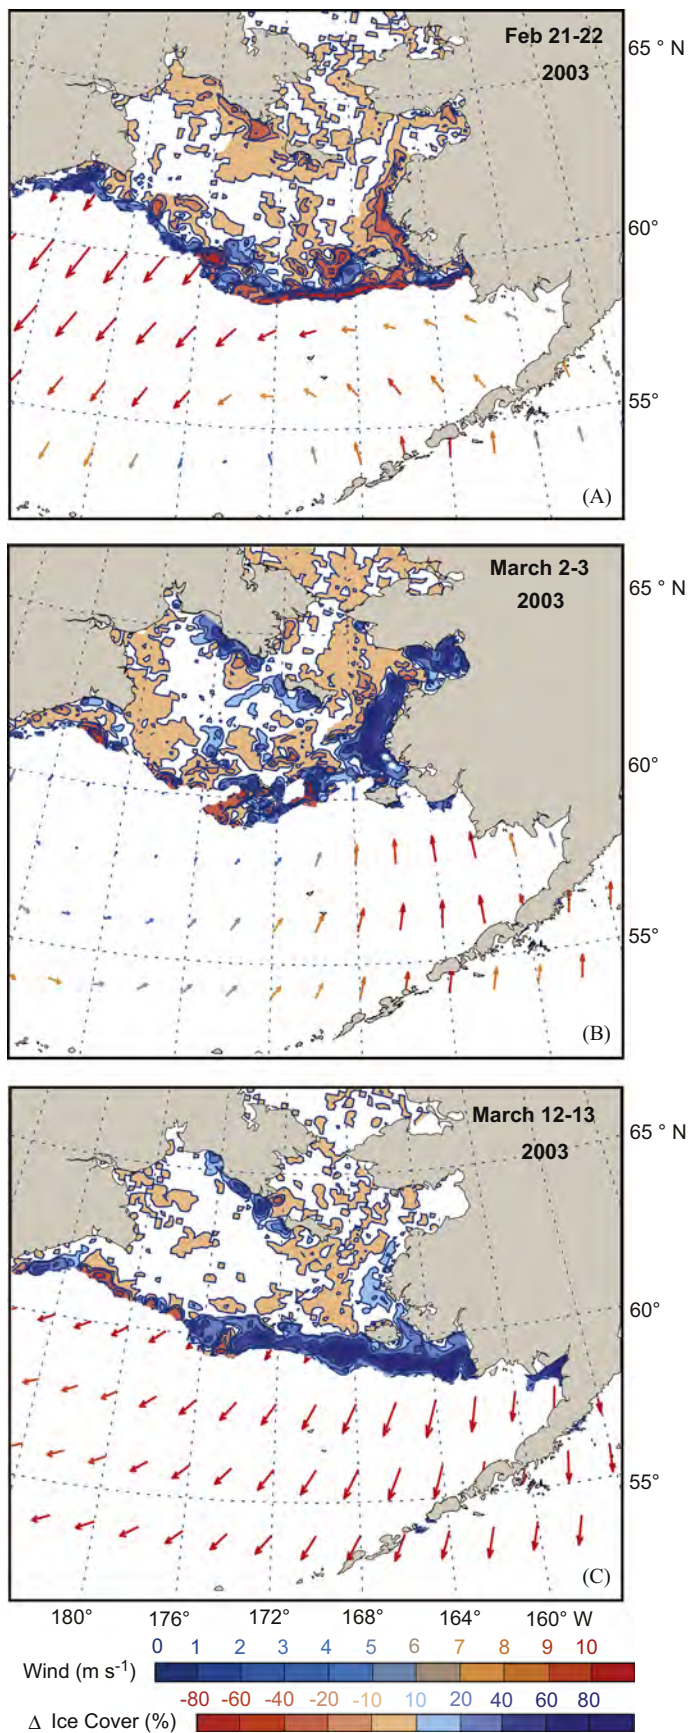 Feb 21-22
2003
65 ° N
60°
55°
(A)
March 2-3
2003
65 ° N
60°
55°
(B)
March 12-13
2003
65 ° N
60°
55°
(C)
180° 176° 172° 168° 164° 160° W
0 1 2 3 4 5 6 7 8 9 10
Wind (m s-1)
-80 -60 -40 -20 -10 10 20 40 60 80
Δ Ice Cover (%)